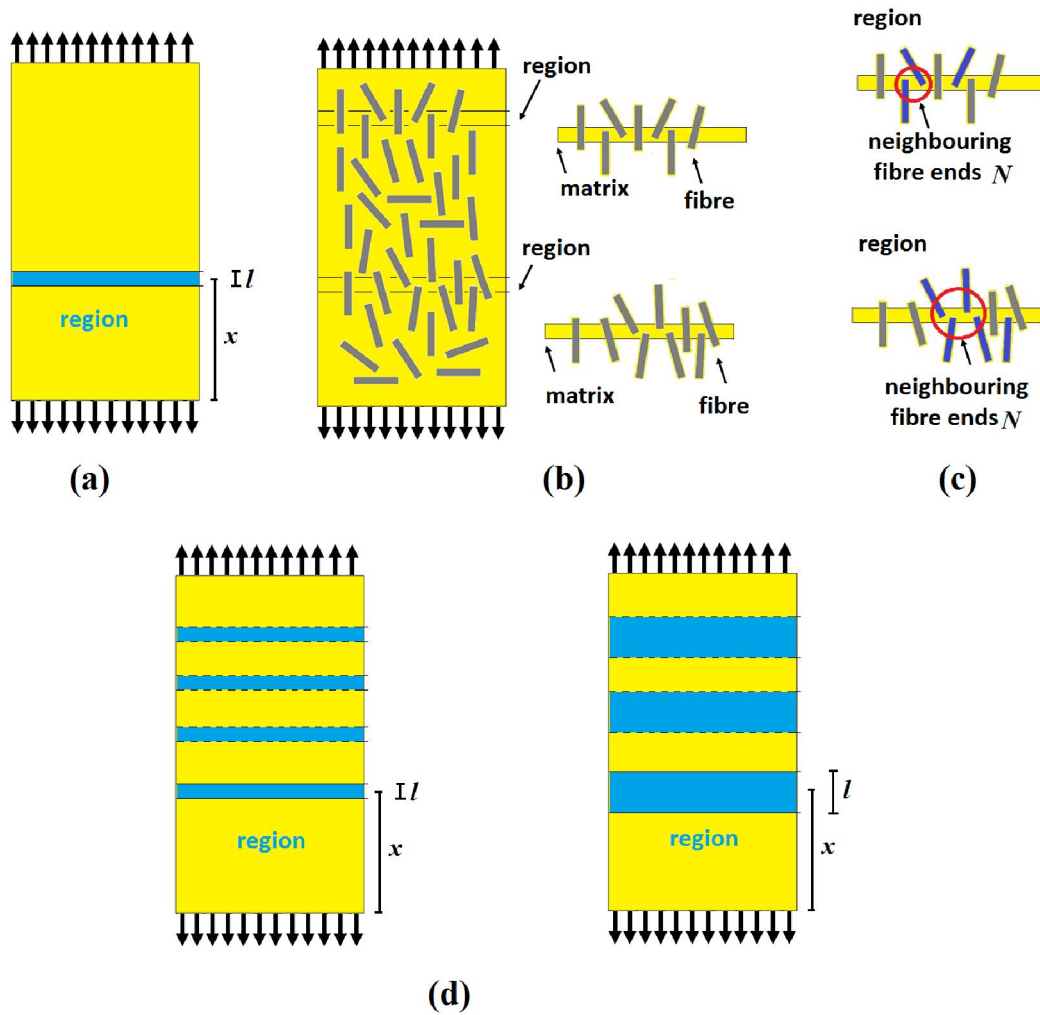 l
region
x
(a)
region
matrix
fibre
region
matrix
fibre
(b)
region
neighbouring
fibre ends N
region
neighbouring
fibre ends N
(c)
l
region
x
l
region
x
(d)